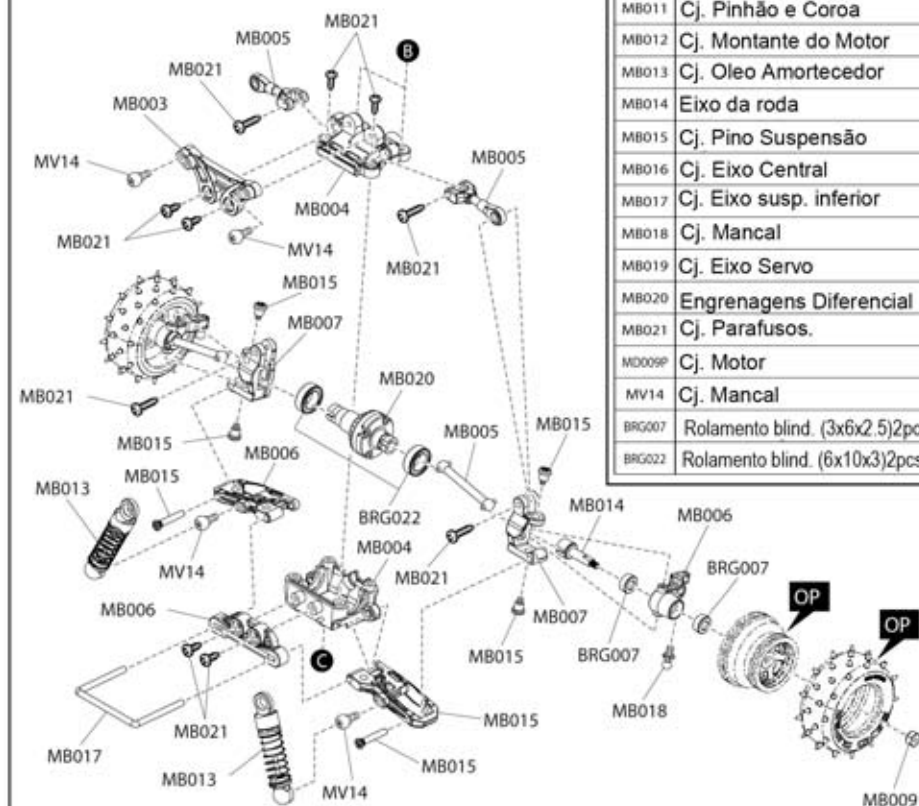 MB011 Cj. Pinhão e Coroa
MB012 Cj. Montante do Motor
MB013 Cj. Oleo Amortecedor
MB014 Eixo da roda
MB015 Cj. Pino Suspensão
MB016 Cj. Eixo Central
MB017 Cj. Eixo susp. inferior
MB018 Cj. Mancal
MB019 Cj. Eixo Servo
MB020 Engrenagens Diferencial
MB021 Cj. Parafusos.
MD009P Cj. Motor
MV14 Cj. Mancal
BRG007 Rolamento blind. (3x6x2.5)2pc
BRG022 Rolamento blind. (6x10x3)2pcs
MB021
MB005
B
MB021
MB003
MV14
MB005
MB004
MB021
MV14
MB021
MB015
MB007
MB020
MB021
MB005
MB015
MB015
MB006
MB015
MB013
MB014
MB006
BRG022
MV14
MB004
MB021
BRG007
MB006
MB007
OP
OP
C
MB015
BRG007
MB018
MB021
MB015
MB017
MB013
MV14
MB015
MB009